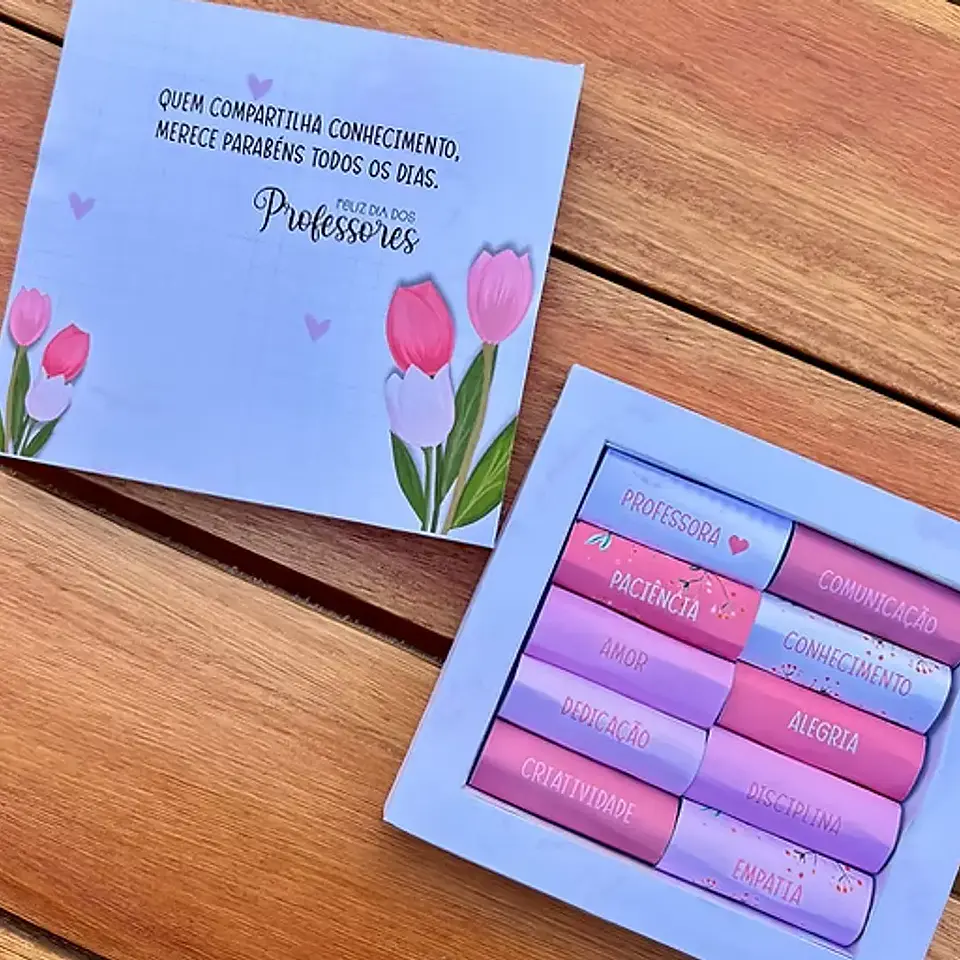 QUEM COMPARTILHA CONHECIMENTO,
MERECE PARABÉNS TODOS OS DIAS.
FELIZ DIA DOS
Professores
PROFESSORA
PACIÊNCIA
AMOR
DEDICAÇÃO
CRIATIVIDADE
COMUNICAÇÃO
CONHECIMENTO
ALEGRIA
DISCIPLINA
EMPATIA